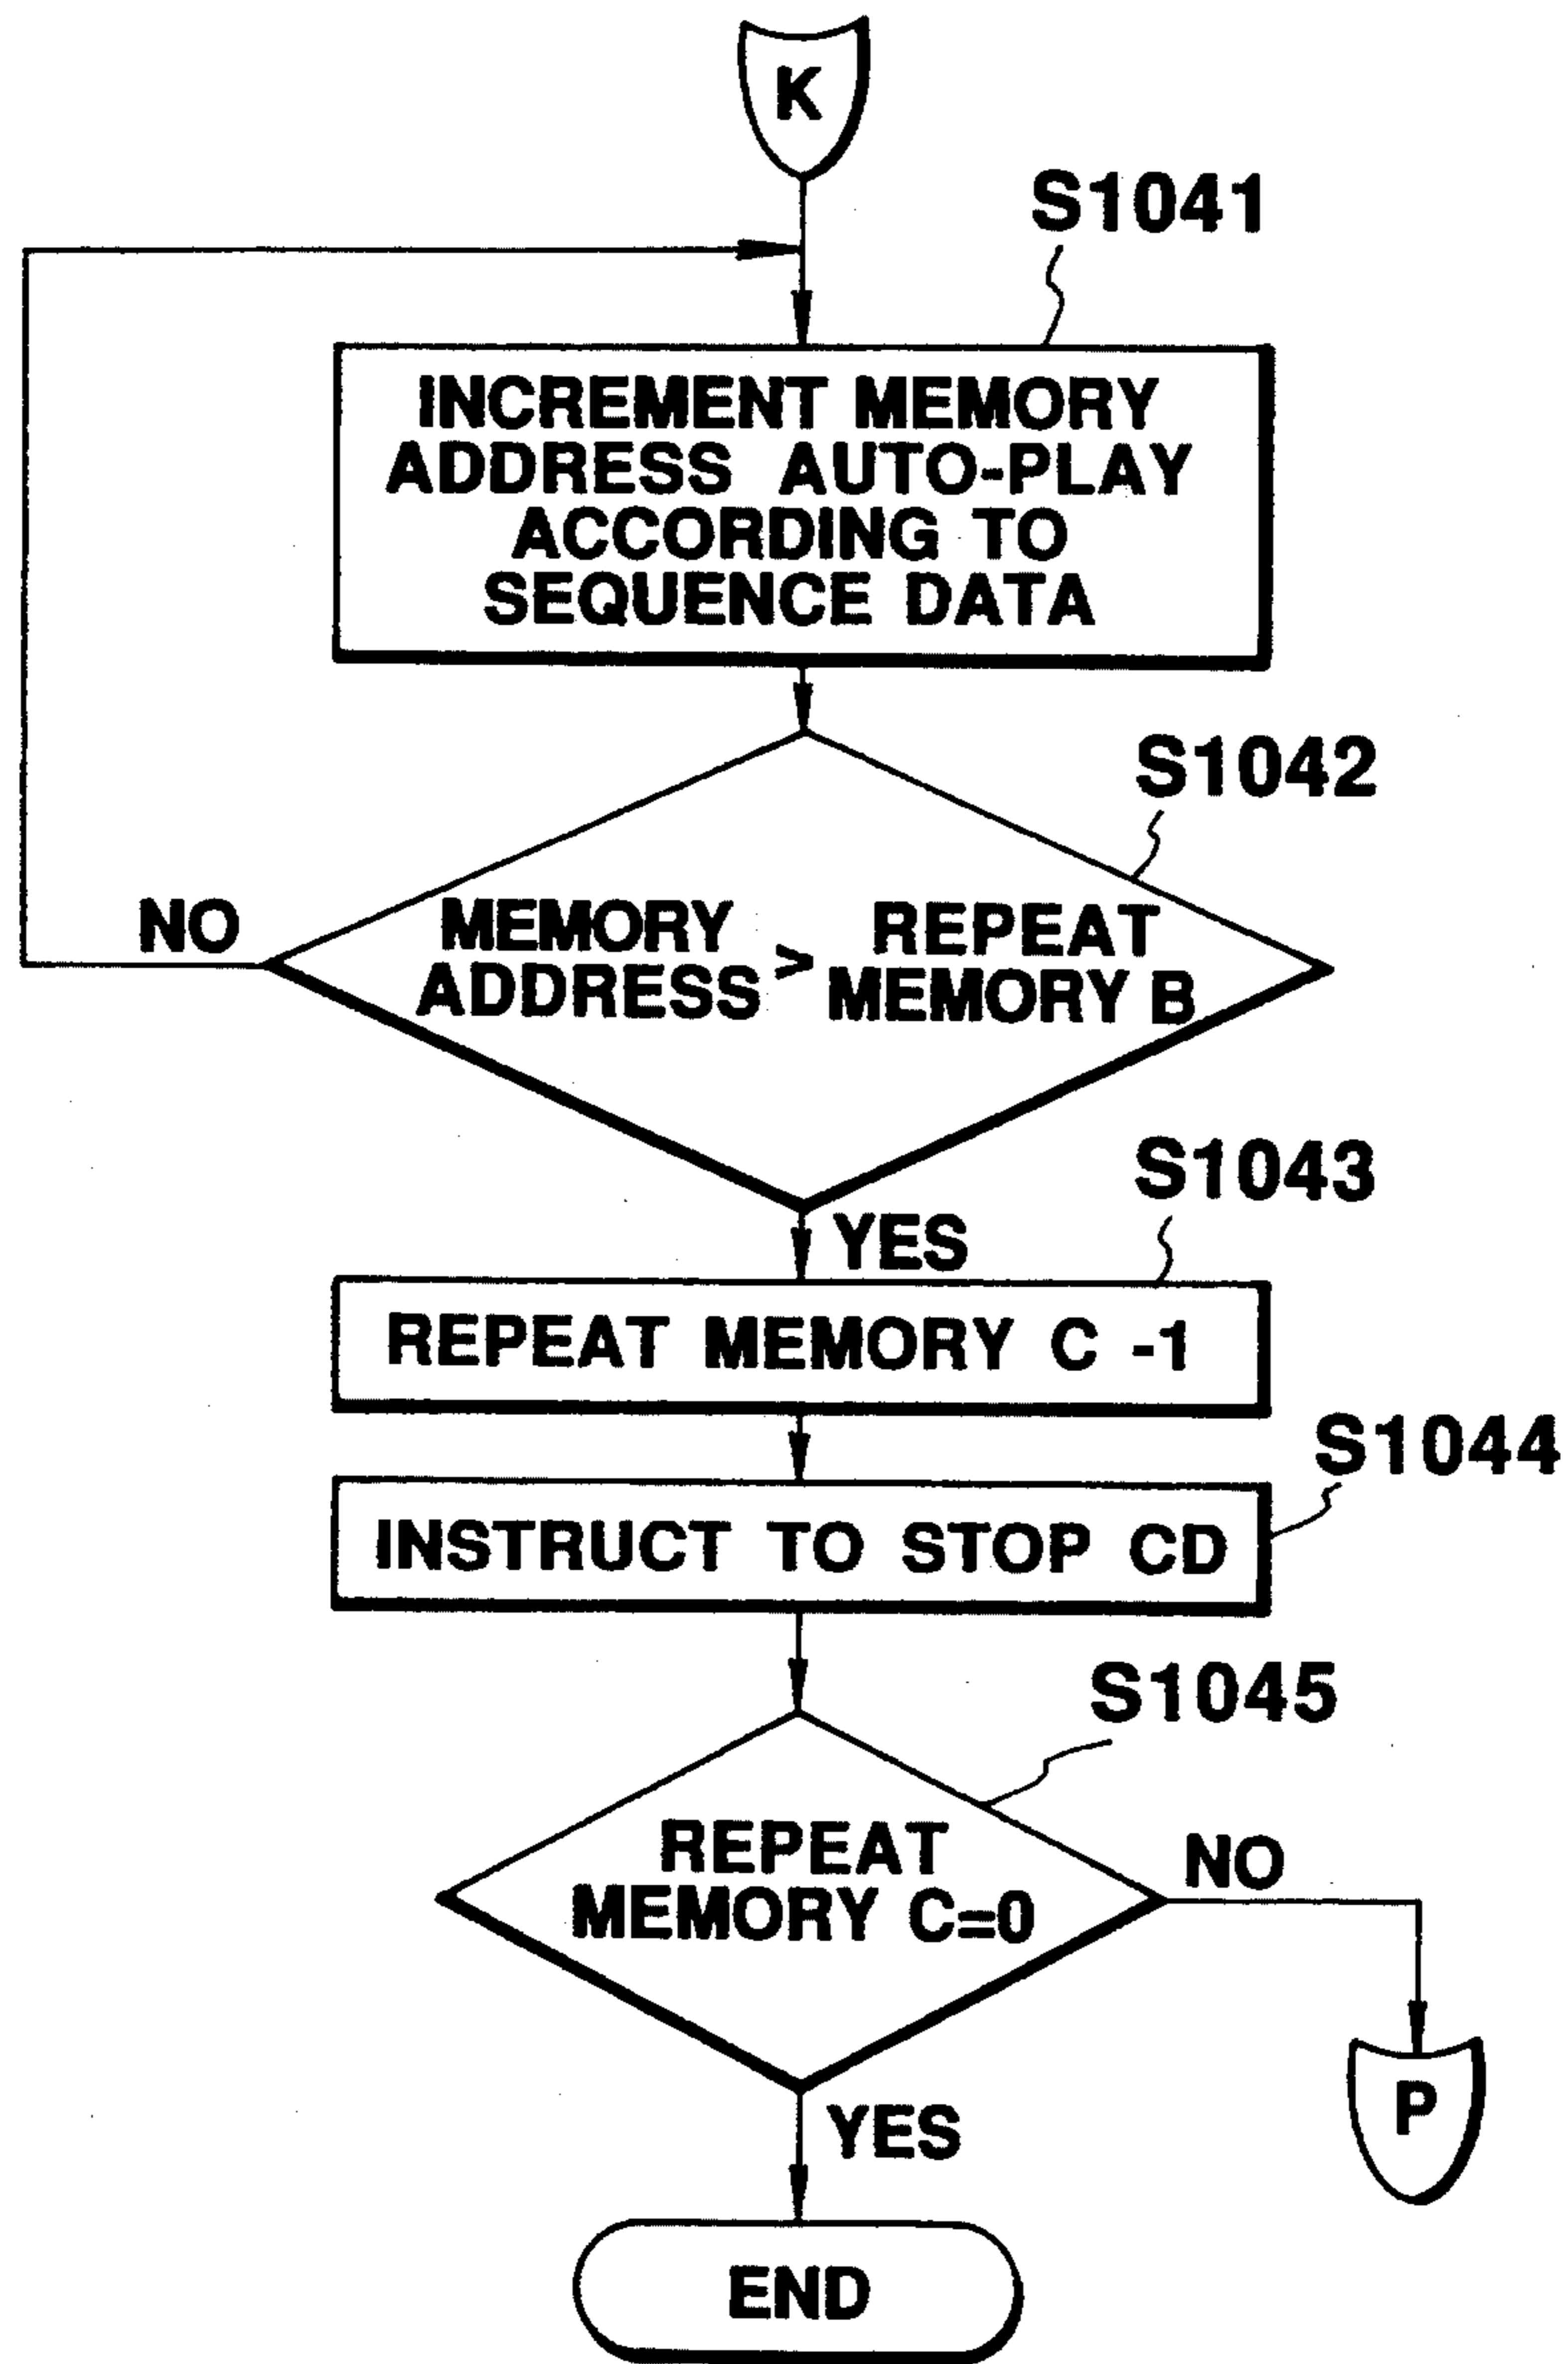 K
S1041
INCREMENT MEMORY
ADDRESS AUTO-PLAY
ACCORDING TO
SEQUENCE DATA
S1042
NO
MEMORY
ADDRESS
>
REPEAT
MEMORY B
YES
S1043
REPEAT MEMORY C -1
S1044
INSTRUCT TO STOP CD
S1045
REPEAT
MEMORY C=0
NO
P
YES
END